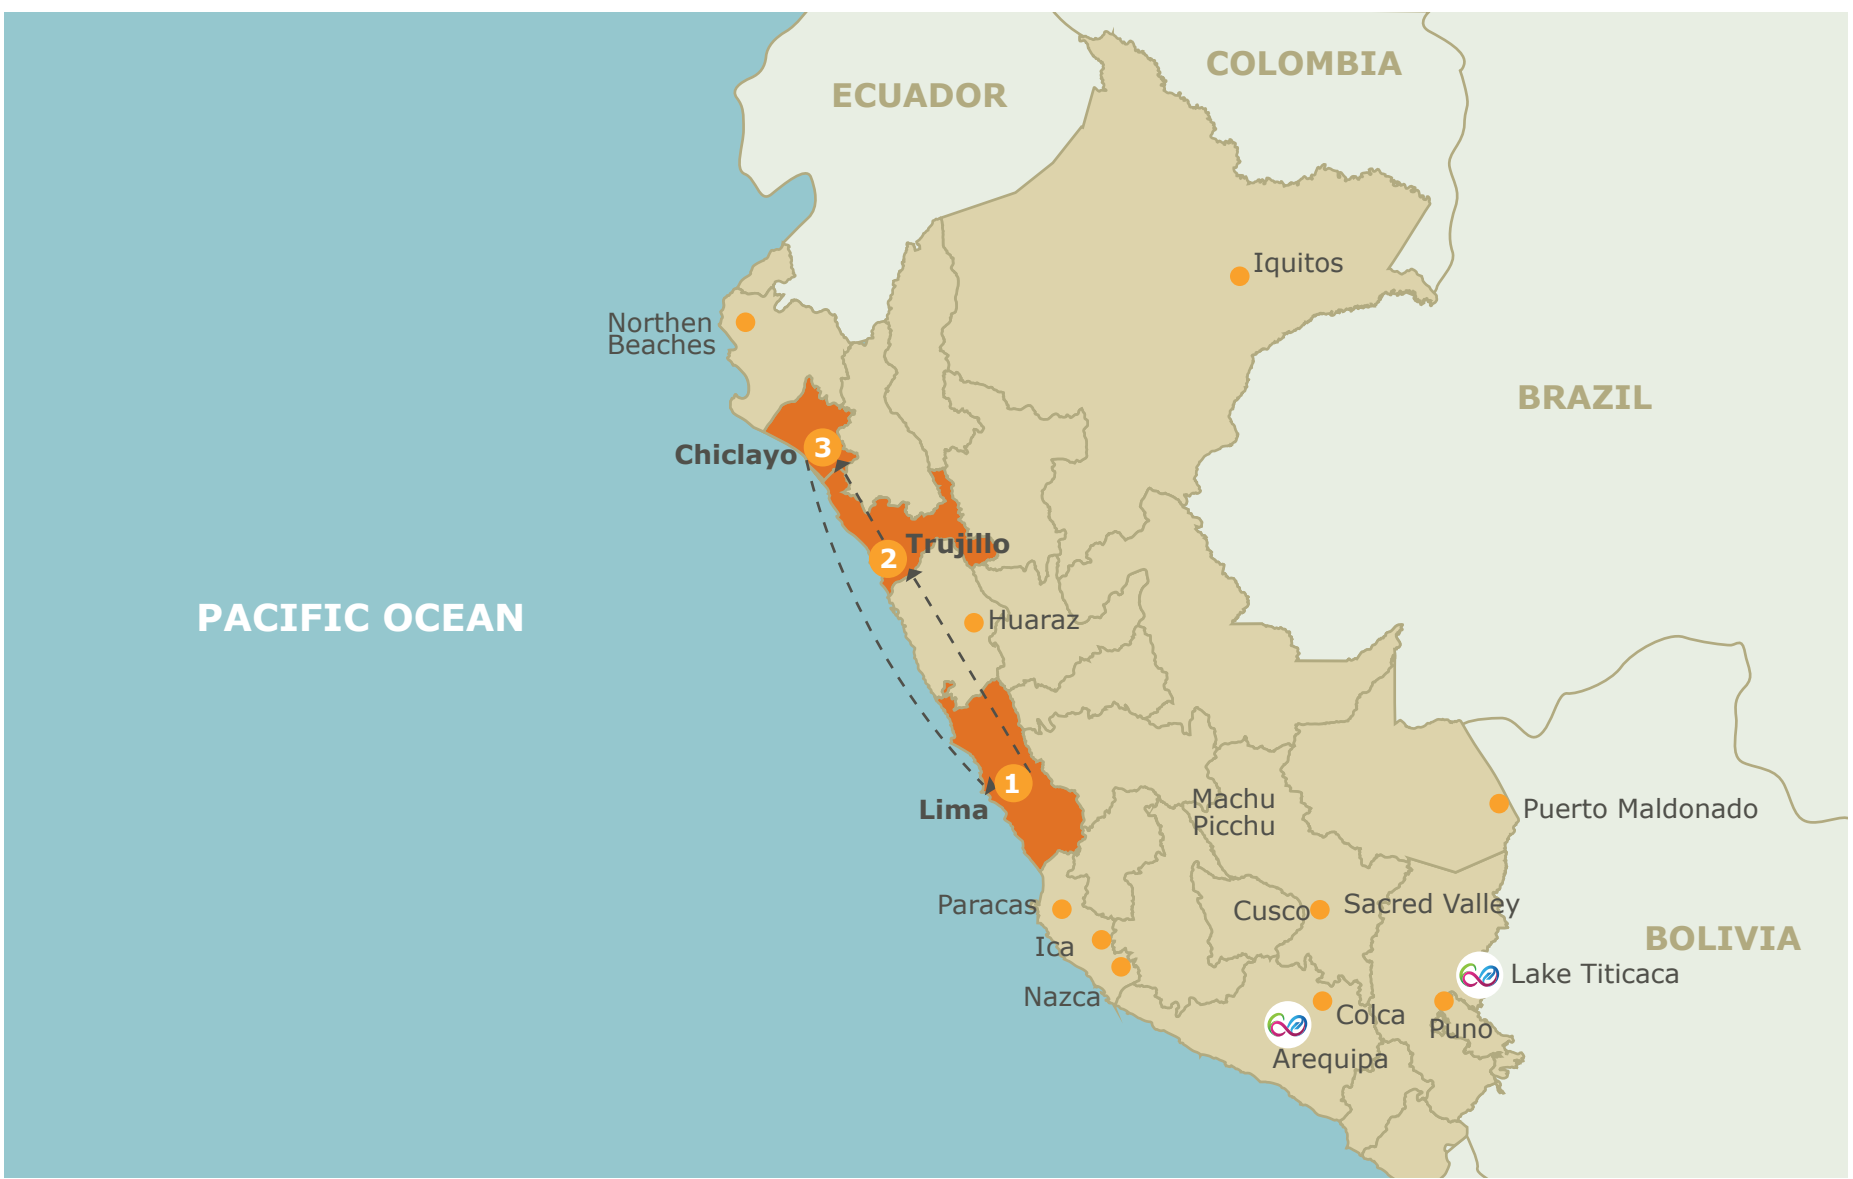 COLOMBIA
ECUADOR
Iquitos
Northen
Beaches
BRAZIL
3
Chiclayo
Trujillo
2
PACIFIC OCEAN
Huaraz
1
Lima
Machu
Picchu
Puerto Maldonado
Paracas
Cusco
Sacred Valley
Ica
BOLIVIA
Lake Titicaca
Nazca
Colca
Puno
Arequipa